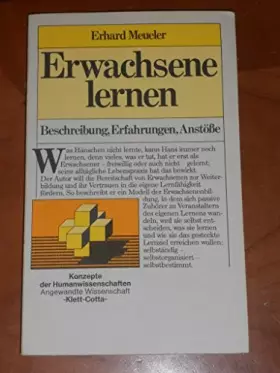 Erhard Meueler
Erwachsene
lernen
Beschreibung, Erfahrungen, Anstöße
Was Hänschen nicht lernte, kann Hans immer noch
lernen, denn vieles, was er tat, hat er erst als
Erwachsener - freiwillig oder auch nicht - gelernt;
seine alltägliche Lebenspraxis hat das bewirkt.
Der Autor will die Bereitschaft von Erwachsenen zur Weiter-
bildung und ihr Vertrauen in die eigene Lernfähigkeit
fördern. So beschreibt er ein Modell der Erwachsenenbil-
dung, in dem sich passive
Zuhörer zu Veranstaltern
des eigenen Lernens wan-
deln, weil sie selbst ent-
scheiden, was sie lernen
und wie sie das gesteckte
Lernziel erreichen wollen:
selbständig –
selbstorganisiert –
selbstbestimmt.
Konzepte
der Humanwissenschaften
Angewandte Wissenschaft
-Klett-Cotta-